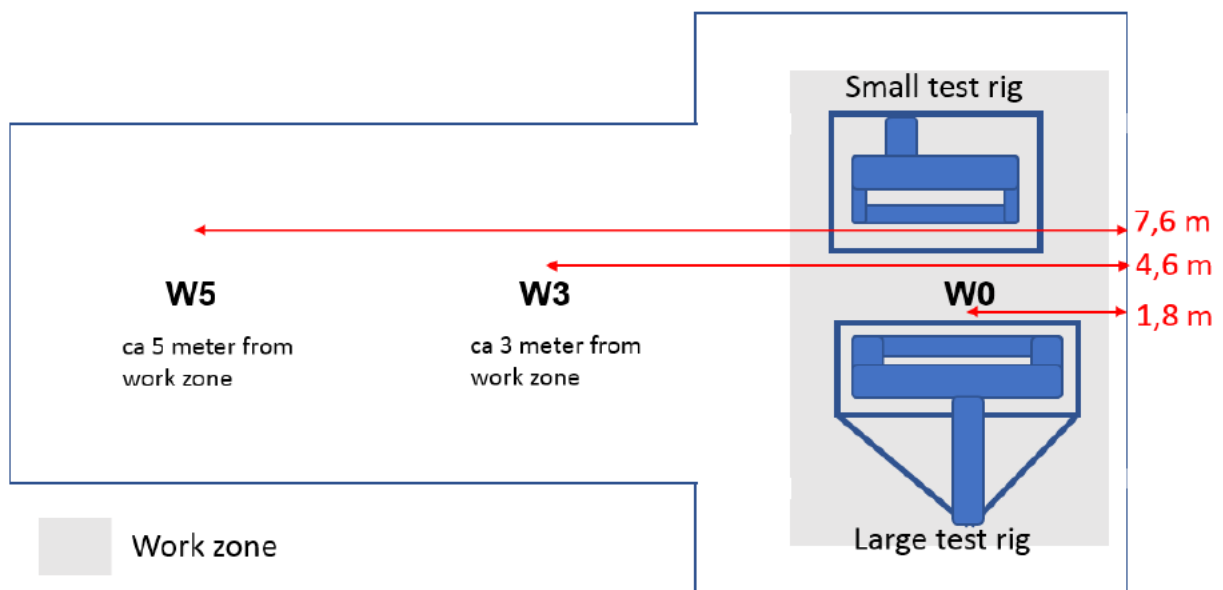 Small test rig
7,6 m
4,6 m
W5
W3
W0
1,8 m
ca 5 meter from
work zone
ca 3 meter from
work zone
Work zone
Large test rig